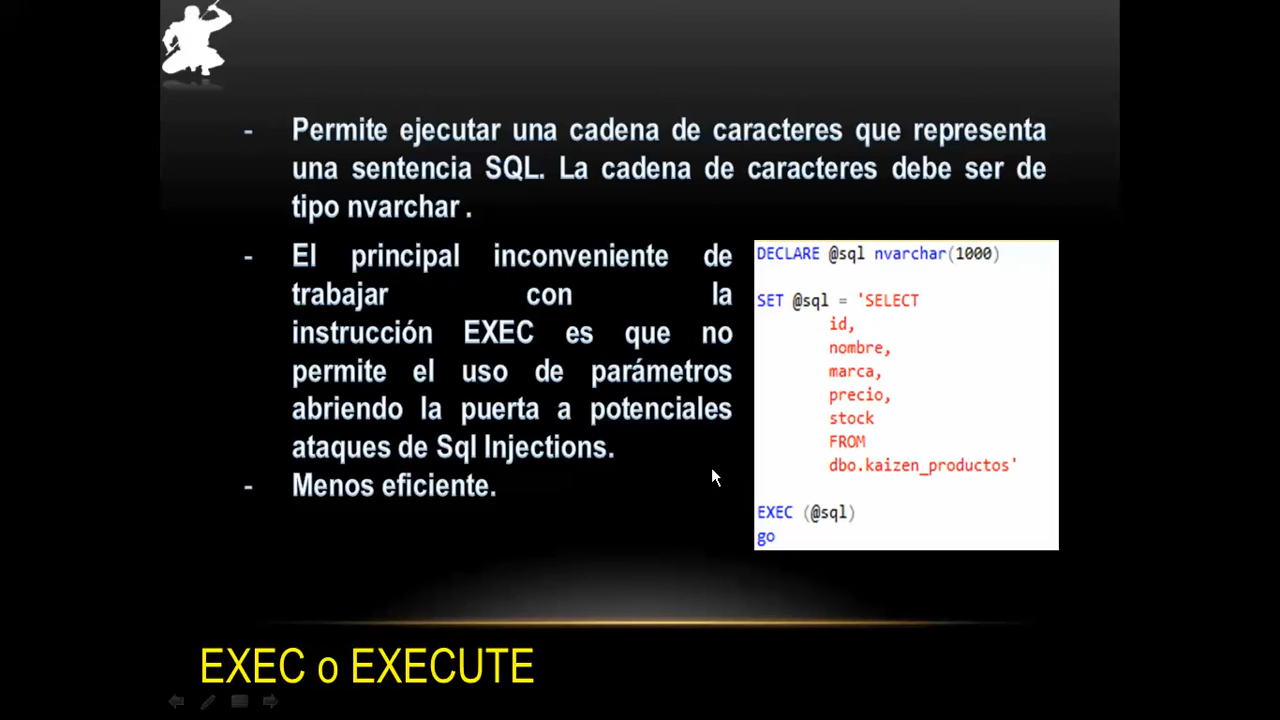 - Permite ejecutar una cadena de caracteres que representa
una sentencia SQL. La cadena de caracteres debe ser de
tipo nvarchar .
- El principal inconveniente de
trabajar con la
instrucción EXEC es que no
permite el uso de parámetros
abriendo la puerta a potenciales
ataques de Sql Injections.
- Menos eficiente.
DECLARE @sql nvarchar(1000)
SET @sql = 'SELECT
id,
nombre,
marca,
precio,
stock
FROM
dbo.kaizen_productos'
EXEC (@sql)
go
EXEC o EXECUTE